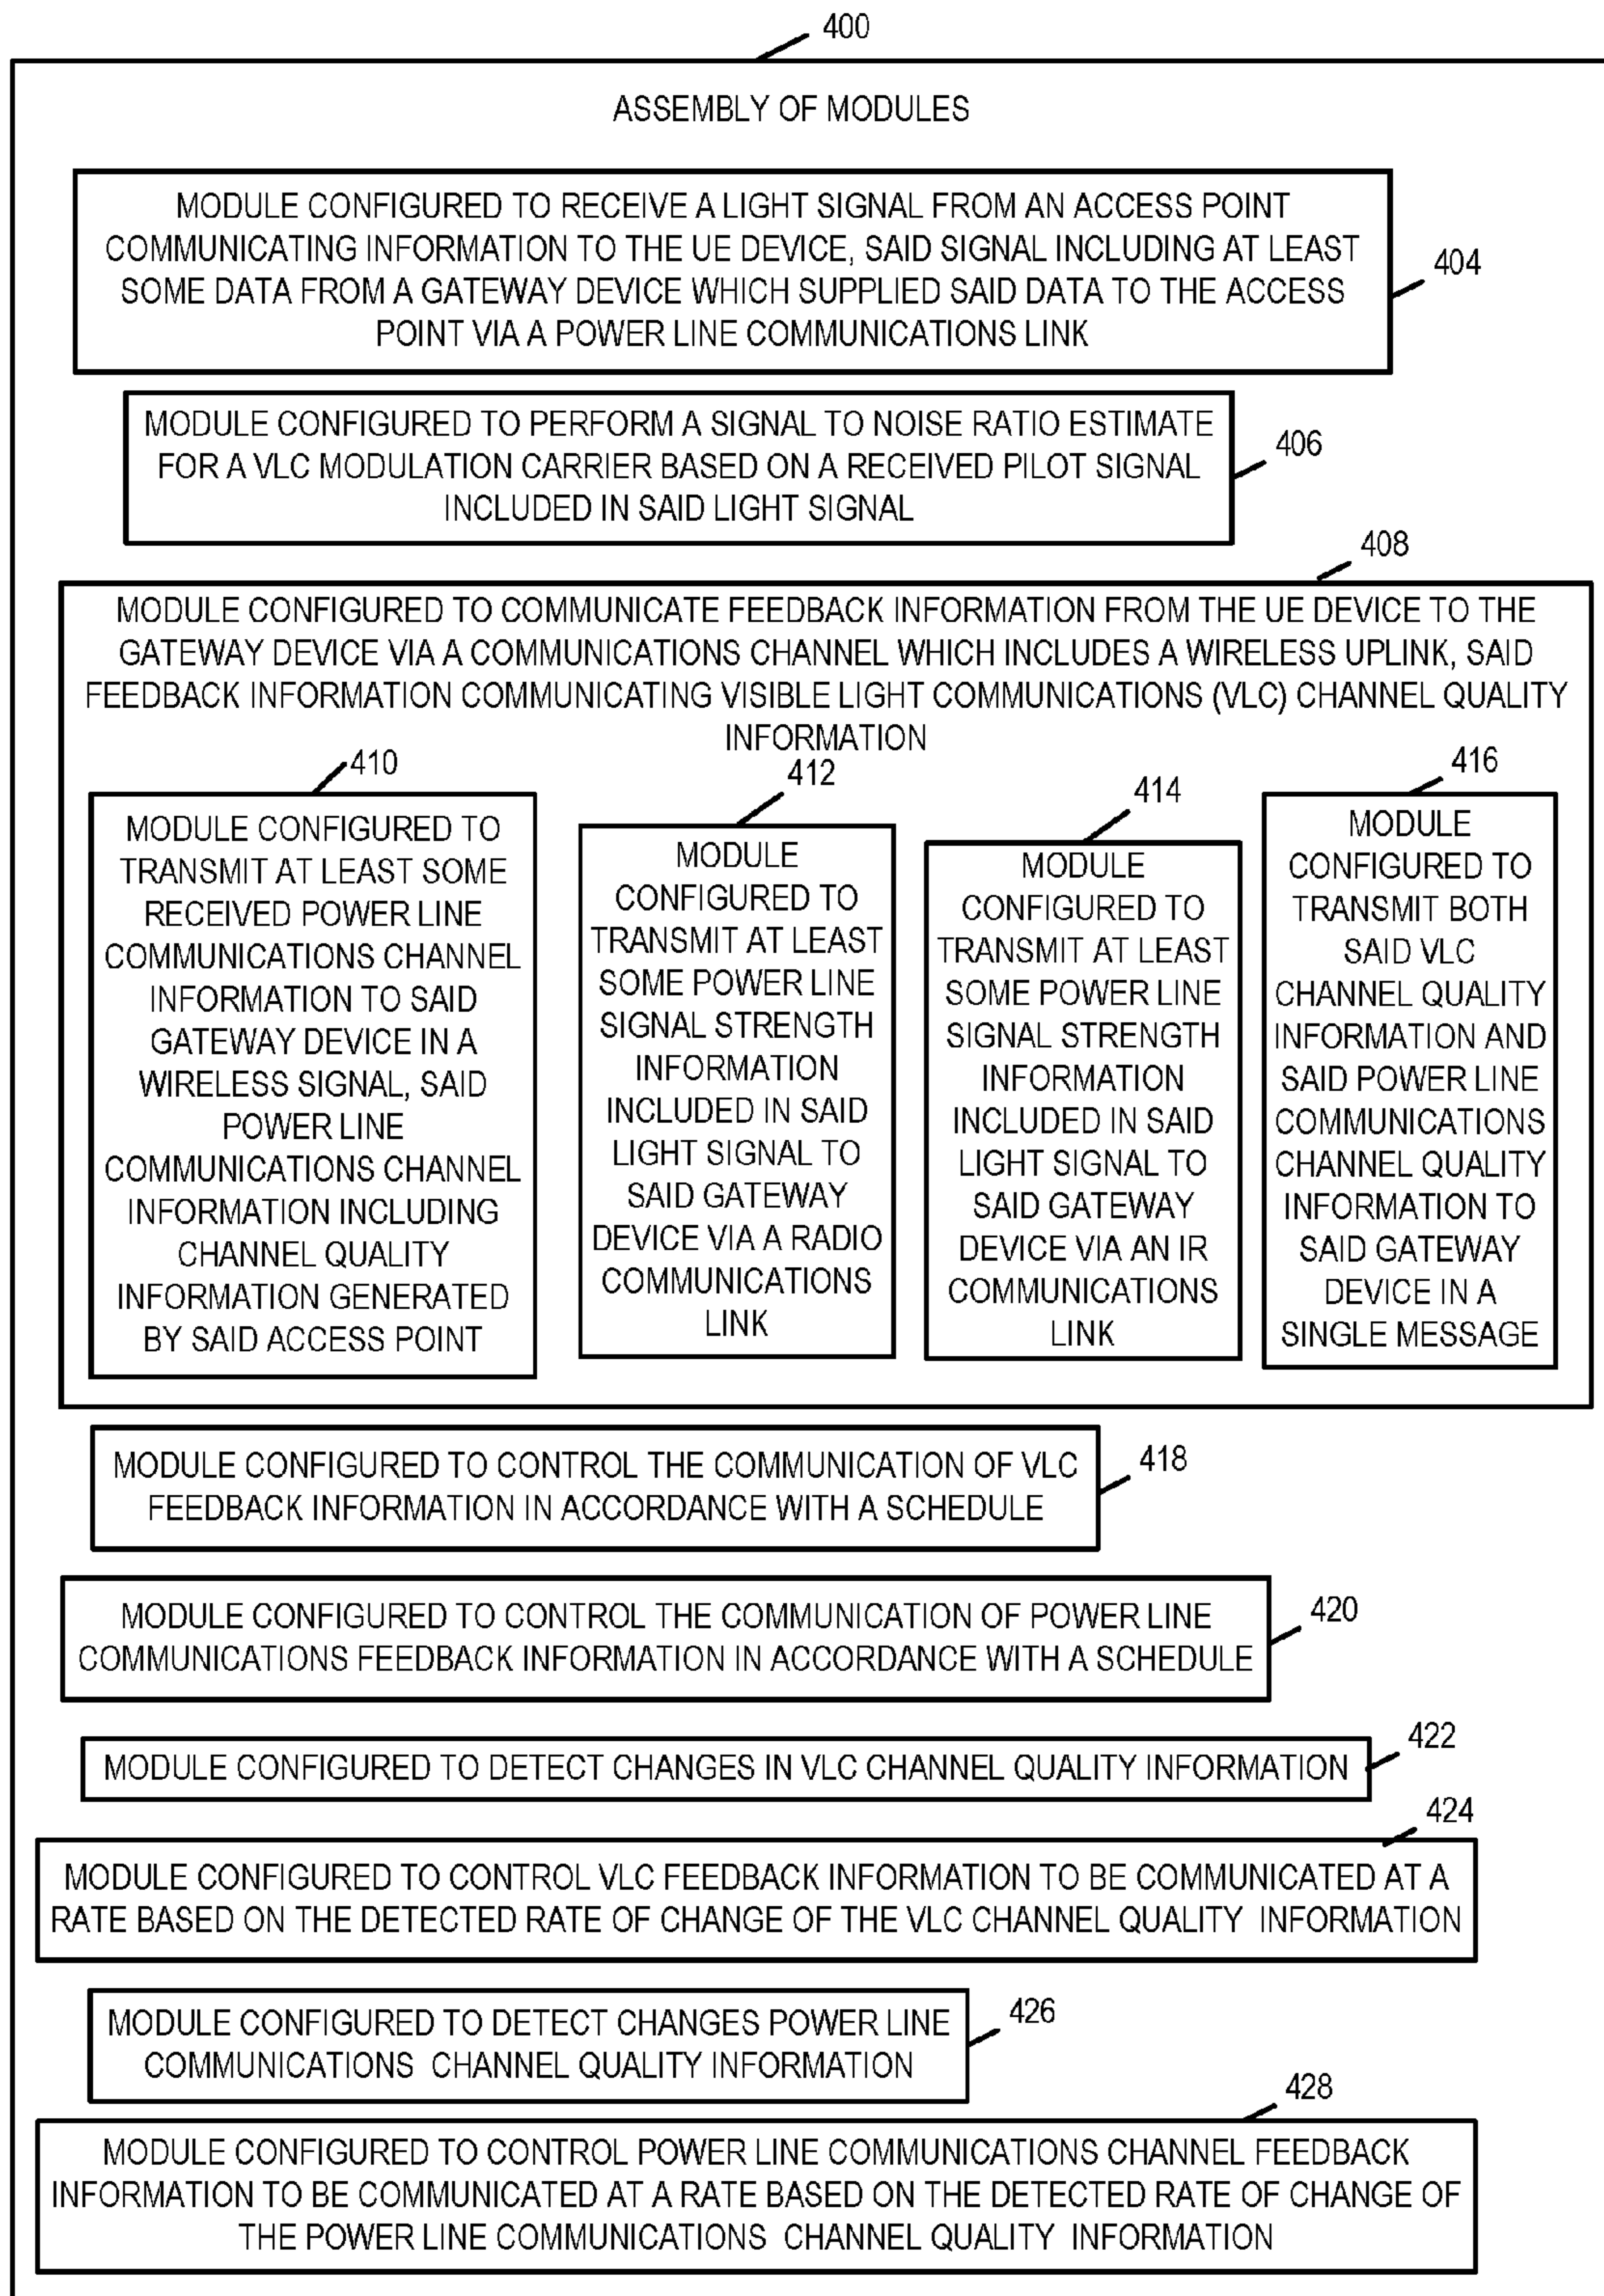 400
ASSEMBLY OF MODULES
MODULE CONFIGURED TO RECEIVE A LIGHT SIGNAL FROM AN ACCESS POINT
COMMUNICATING INFORMATION TO THE UE DEVICE, SAID SIGNAL INCLUDING AT LEAST
SOME DATA FROM A GATEWAY DEVICE WHICH SUPPLIED SAID DATA TO THE ACCESS
POINT VIA A POWER LINE COMMUNICATIONS LINK
404
MODULE CONFIGURED TO PERFORM A SIGNAL TO NOISE RATIO ESTIMATE
FOR A VLC MODULATION CARRIER BASED ON A RECEIVED PILOT SIGNAL
INCLUDED IN SAID LIGHT SIGNAL
406
408
MODULE CONFIGURED TO COMMUNICATE FEEDBACK INFORMATION FROM THE UE DEVICE TO THE
GATEWAY DEVICE VIA A COMMUNICATIONS CHANNEL WHICH INCLUDES A WIRELESS UPLINK, SAID
FEEDBACK INFORMATION COMMUNICATING VISIBLE LIGHT COMMUNICATIONS (VLC) CHANNEL QUALITY
INFORMATION
410
MODULE CONFIGURED TO
TRANSMIT AT LEAST SOME
RECEIVED POWER LINE
COMMUNICATIONS CHANNEL
INFORMATION TO SAID
GATEWAY DEVICE IN A
WIRELESS SIGNAL, SAID
POWER LINE
COMMUNICATIONS CHANNEL
INFORMATION INCLUDING
CHANNEL QUALITY
INFORMATION GENERATED
BY SAID ACCESS POINT
412
MODULE
CONFIGURED TO
TRANSMIT AT LEAST
SOME POWER LINE
SIGNAL STRENGTH
INFORMATION
INCLUDED IN SAID
LIGHT SIGNAL TO
SAID GATEWAY
DEVICE VIA A RADIO
COMMUNICATIONS
LINK
414
MODULE
CONFIGURED TO
TRANSMIT AT LEAST
SOME POWER LINE
SIGNAL STRENGTH
INFORMATION
INCLUDED IN SAID
LIGHT SIGNAL TO
SAID GATEWAY
DEVICE VIA AN IR
COMMUNICATIONS
LINK
416
MODULE
CONFIGURED TO
TRANSMIT BOTH
SAID VLC
CHANNEL QUALITY
INFORMATION AND
SAID POWER LINE
COMMUNICATIONS
CHANNEL QUALITY
INFORMATION TO
SAID GATEWAY
DEVICE IN A
SINGLE MESSAGE
MODULE CONFIGURED TO CONTROL THE COMMUNICATION OF VLC
FEEDBACK INFORMATION IN ACCORDANCE WITH A SCHEDULE
418
MODULE CONFIGURED TO CONTROL THE COMMUNICATION OF POWER LINE
COMMUNICATIONS FEEDBACK INFORMATION IN ACCORDANCE WITH A SCHEDULE
420
MODULE CONFIGURED TO DETECT CHANGES IN VLC CHANNEL QUALITY INFORMATION
422
424
MODULE CONFIGURED TO CONTROL VLC FEEDBACK INFORMATION TO BE COMMUNICATED AT A
RATE BASED ON THE DETECTED RATE OF CHANGE OF THE VLC CHANNEL QUALITY INFORMATION
MODULE CONFIGURED TO DETECT CHANGES POWER LINE
COMMUNICATIONS CHANNEL QUALITY INFORMATION
426
428
MODULE CONFIGURED TO CONTROL POWER LINE COMMUNICATIONS CHANNEL FEEDBACK
INFORMATION TO BE COMMUNICATED AT A RATE BASED ON THE DETECTED RATE OF CHANGE OF
THE POWER LINE COMMUNICATIONS CHANNEL QUALITY INFORMATION